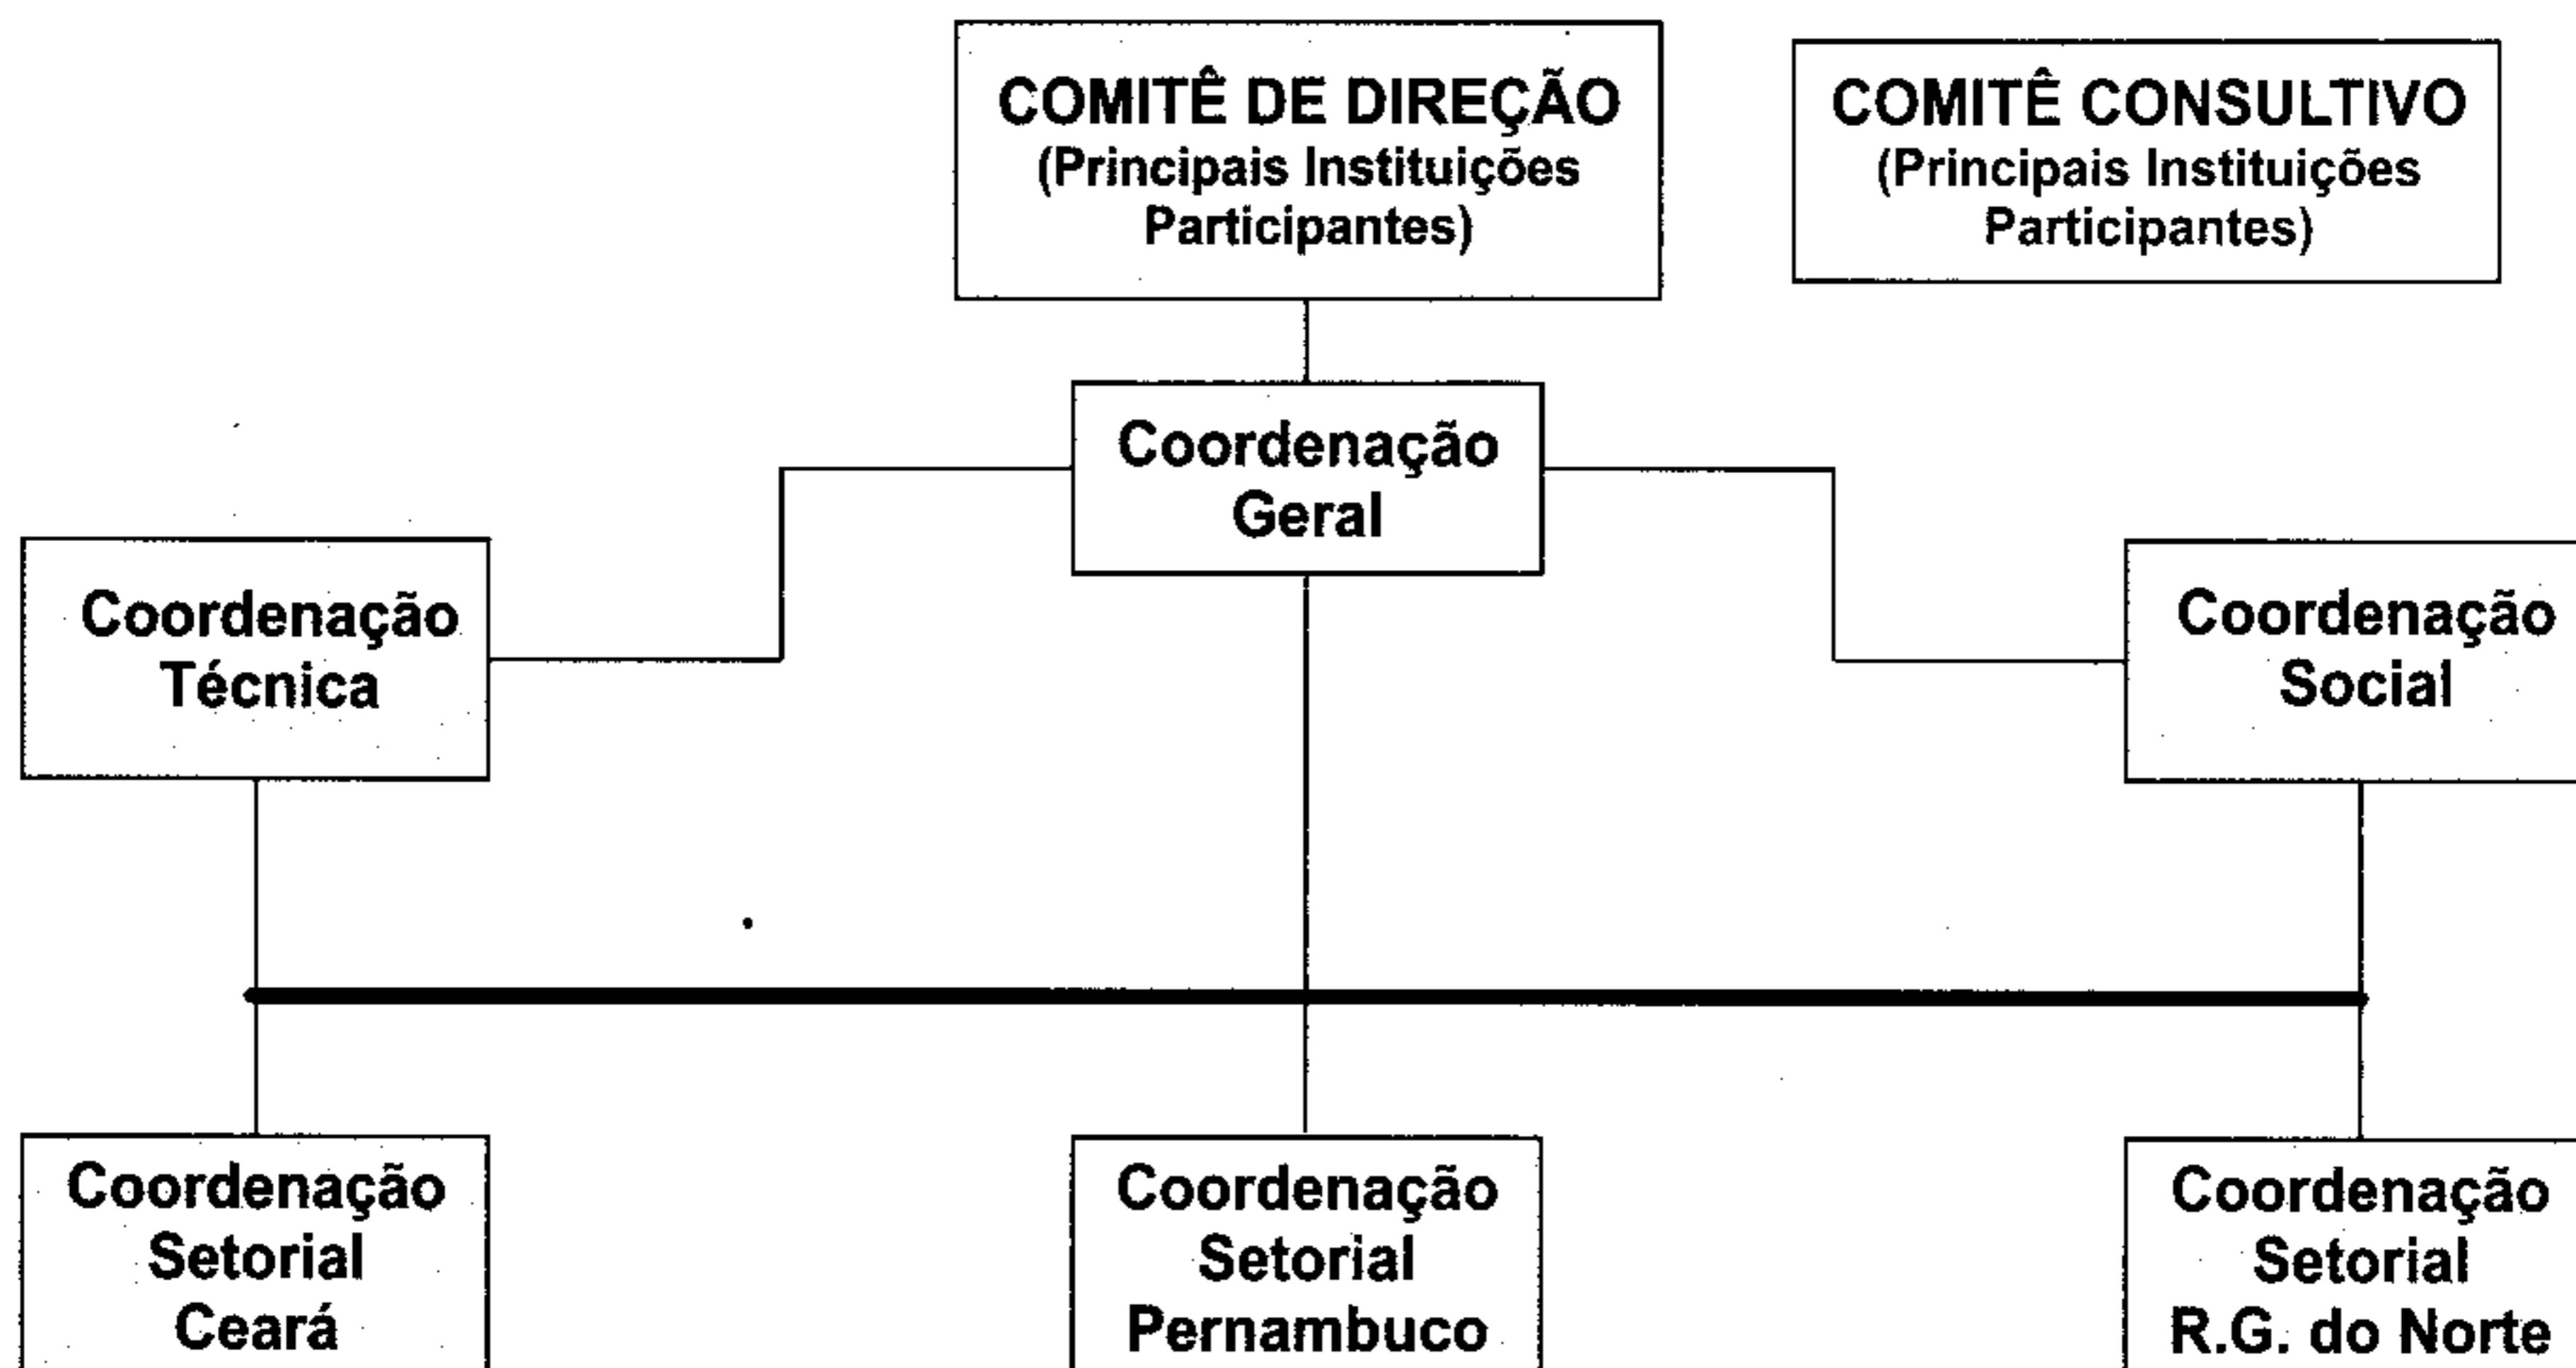 COMITÊ DE DIREÇÃO
(Principais Instituições
Participantes)
COMITÊ CONSULTIVO
(Principais Instituições
Participantes)
Coordenação
Geral
Coordenação
Técnica
Coordenação
Social
Coordenação
Setorial
Ceará
Coordenação
Setorial
Pernambuco
Coordenação
Setorial
R.G. do Norte